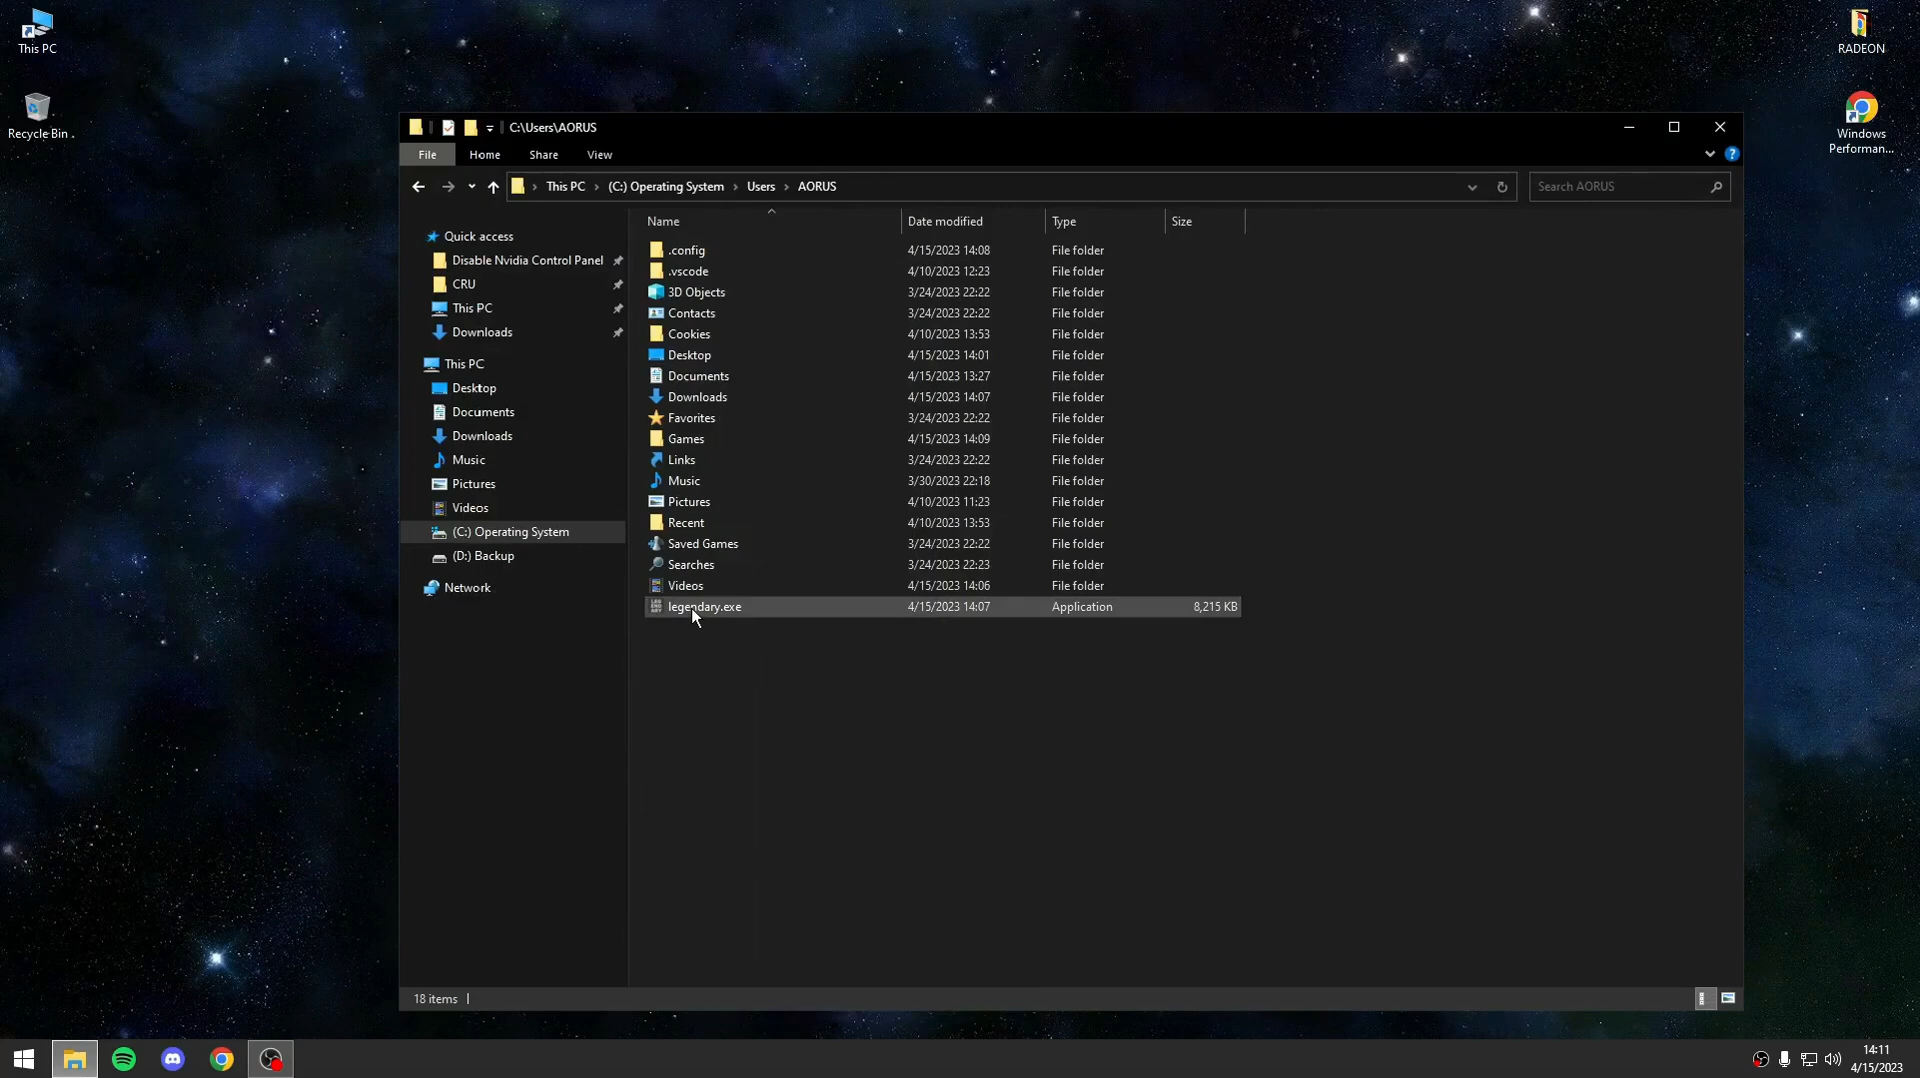 This PC
Recycle Bin .
RADEON
Windows
Performan...
C:\Users\AORUS
File Home Share View
This PC (C:) Operating System Users AORUS
Search AORUS
Name Date modified Type Size
Quick access
Disable Nvidia Control Panel
CRU
This PC
Downloads
This PC
Desktop
Documents
Downloads
Music
Pictures
Videos
(C:) Operating System
(D:) Backup
Network
.config 4/15/2023 14:08 File folder
.vscode 4/10/2023 12:23 File folder
3D Objects 3/24/2023 22:22 File folder
Contacts 3/24/2023 22:22 File folder
Cookies 4/10/2023 13:53 File folder
Desktop 4/15/2023 14:01 File folder
Documents 4/15/2023 13:27 File folder
Downloads 4/15/2023 14:07 File folder
Favorites 3/24/2023 22:22 File folder
Games 4/15/2023 14:09 File folder
Links 3/24/2023 22:22 File folder
Music 3/30/2023 22:18 File folder
Pictures 4/10/2023 11:23 File folder
Recent 4/10/2023 13:53 File folder
Saved Games 3/24/2023 22:22 File folder
Searches 3/24/2023 22:23 File folder
Videos 4/15/2023 14:06 File folder
legendary.exe 4/15/2023 14:07 Application 8,215 KB
18 items
14:11
4/15/2023